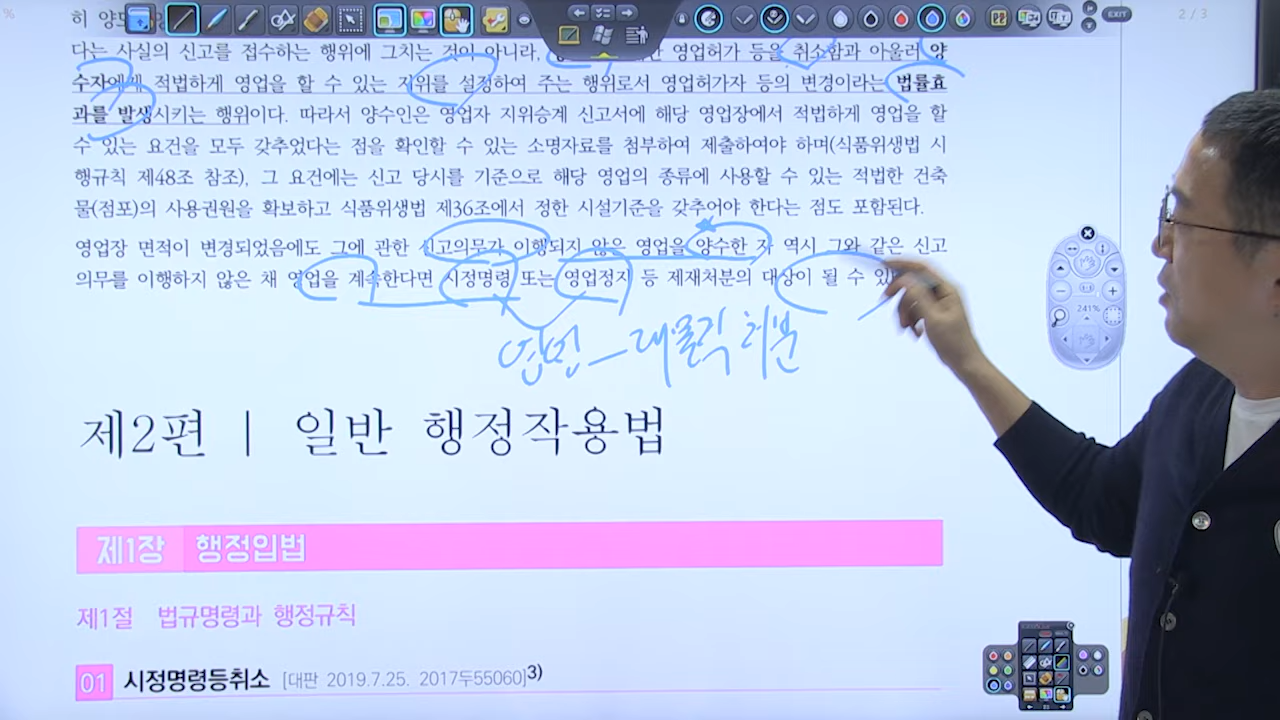 %
2 / 3
EXIT
히 양도
다는 사실의 신고를 접수하는 행위에 그치는 것이 아니라, 영업허가 등을 취소함과 아울러 양
수자에게 적법하게 영업을 할 수 있는 지위를 설정하여 주는 행위로서 영업허가자 등의 변경이라는 법률효
과를 발생시키는 행위이다. 따라서 양수인은 영업자 지위승계 신고서에 해당 영업장에서 적법하게 영업을 할
수 있는 요건을 모두 갖추었다는 점을 확인할 수 있는 소명자료를 첨부하여 제출하여야 하며(식품위생법 시
행규칙 제48조 참조), 그 요건에는 신고 당시를 기준으로 해당 영업의 종류에 사용할 수 있는 적법한 건축
물(점포)의 사용권원을 확보하고 식품위생법 제36조에서 정한 시설기준을 갖추어야 한다는 점도 포함된다.
영업장 면적이 변경되었음에도 그에 관한 신고의무가 이행되지 않은 영업을 양수한 자 역시 그와 같은 신고
의무를 이행하지 않은 채 영업을 계속한다면 시정명령 또는 영업정지 등 제재처분의 대상이 될 수 있
241%
대물적 처분
제2편 | 일반 행정작용법
제1장 행정입법
제1절 법규명령과 행정규칙
01 시정명령등취소 [대판 2019.7.25. 2017두55060]3)